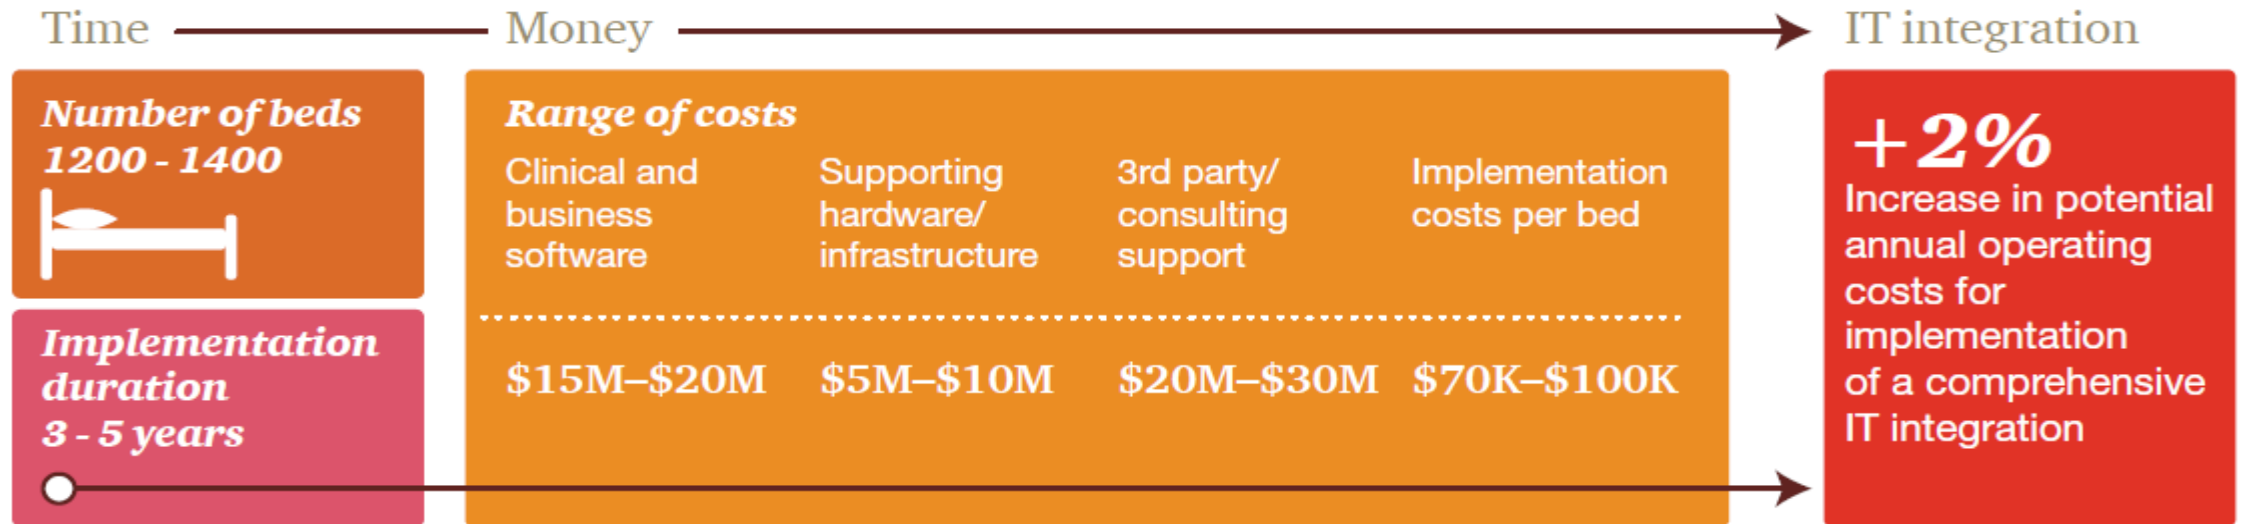 Time
Money
IT integration
Number of beds
1200 - 1400
Implementation
duration
3 - 5 years
Range of costs
Clinical and
business
software
Supporting
hardware/
infrastructure
3rd party/
consulting
support
Implementation
costs per bed
$15M–$20M
$5M–$10M
$20M–$30M
$70K–$100K
+2%
Increase in potential
annual operating
costs for
implementation
of a comprehensive
IT integration